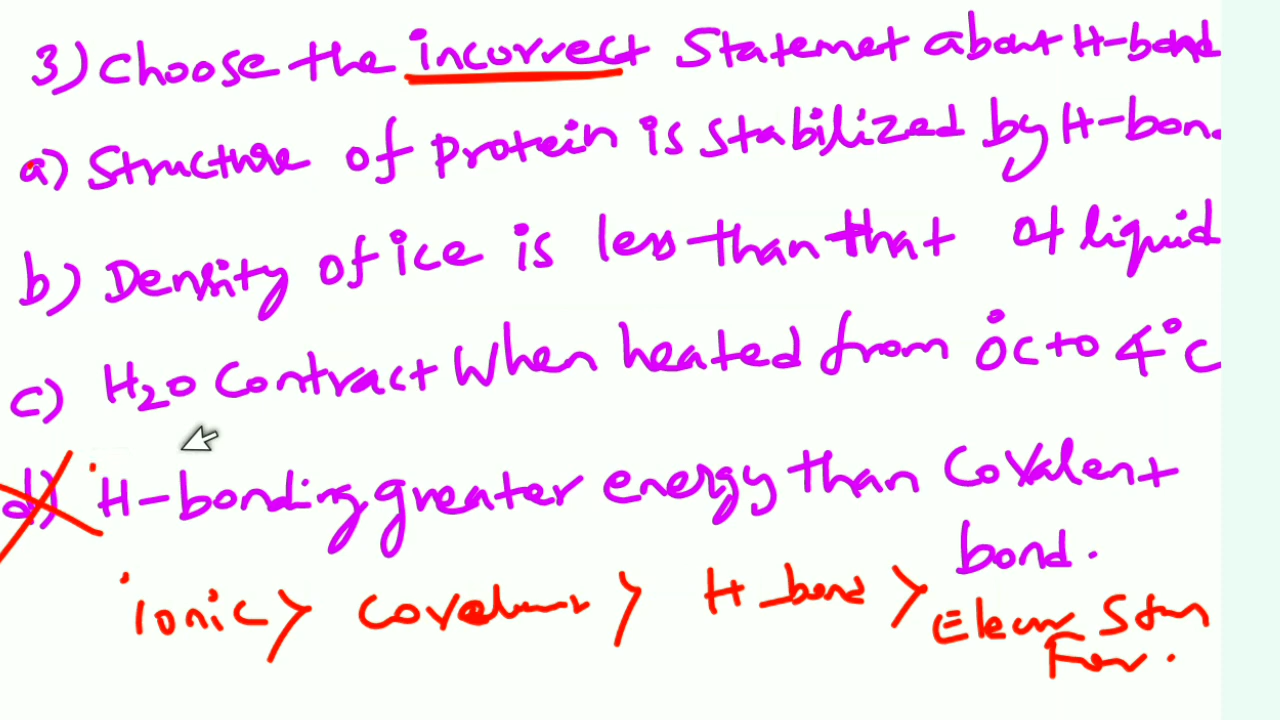 3) Choose the incorrect Statemet about H-bond
a) Structure of protein is stabilized by H-bon
b) Density of ice is less than that of liquid
c) H2O Contract When heated from 0°c to 4°c
d) H-bonding greater energy than Covalent
bond.
ionic > Covalent > H-bond >